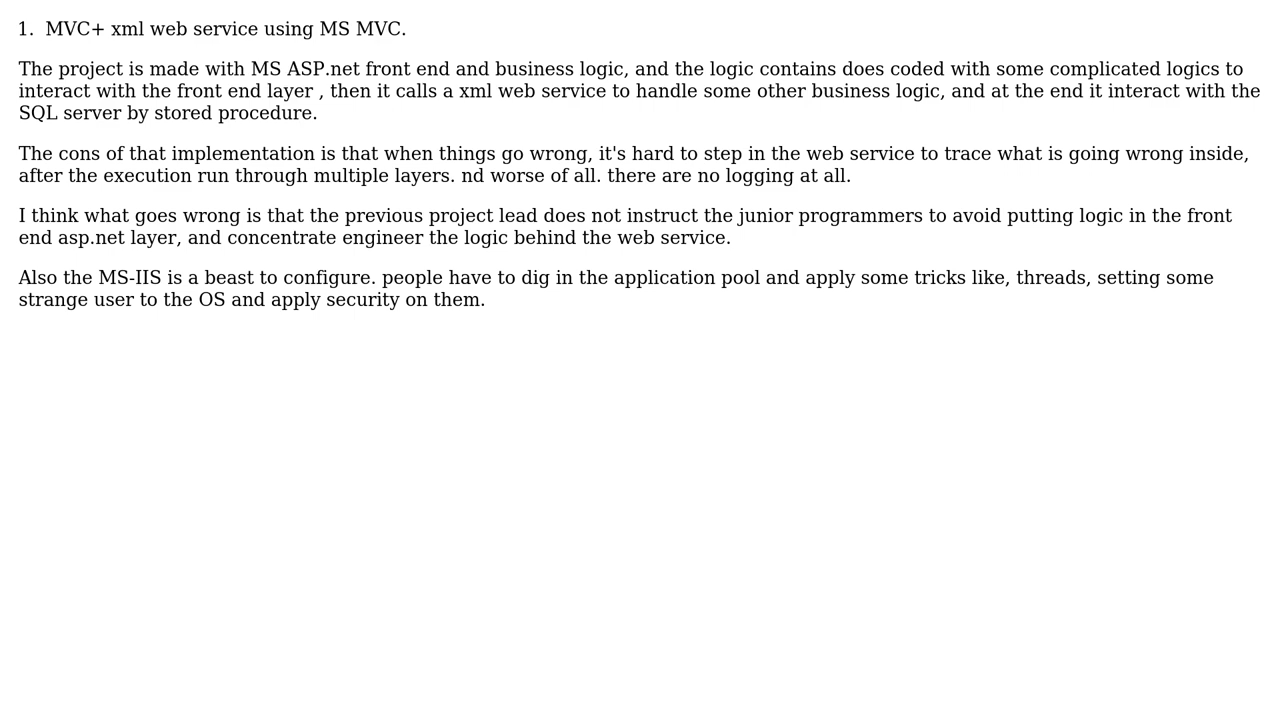 1. MVC+ xml web service using MS MVC.
The project is made with MS ASP.net front end and business logic, and the logic contains does coded with some complicated logics to
interact with the front end layer , then it calls a xml web service to handle some other business logic, and at the end it interact with the
SQL server by stored procedure.
The cons of that implementation is that when things go wrong, it's hard to step in the web service to trace what is going wrong inside,
after the execution run through multiple layers. nd worse of all. there are no logging at all.
I think what goes wrong is that the previous project lead does not instruct the junior programmers to avoid putting logic in the front
end asp.net layer, and concentrate engineer the logic behind the web service.
Also the MS-IIS is a beast to configure. people have to dig in the application pool and apply some tricks like, threads, setting some
strange user to the OS and apply security on them.